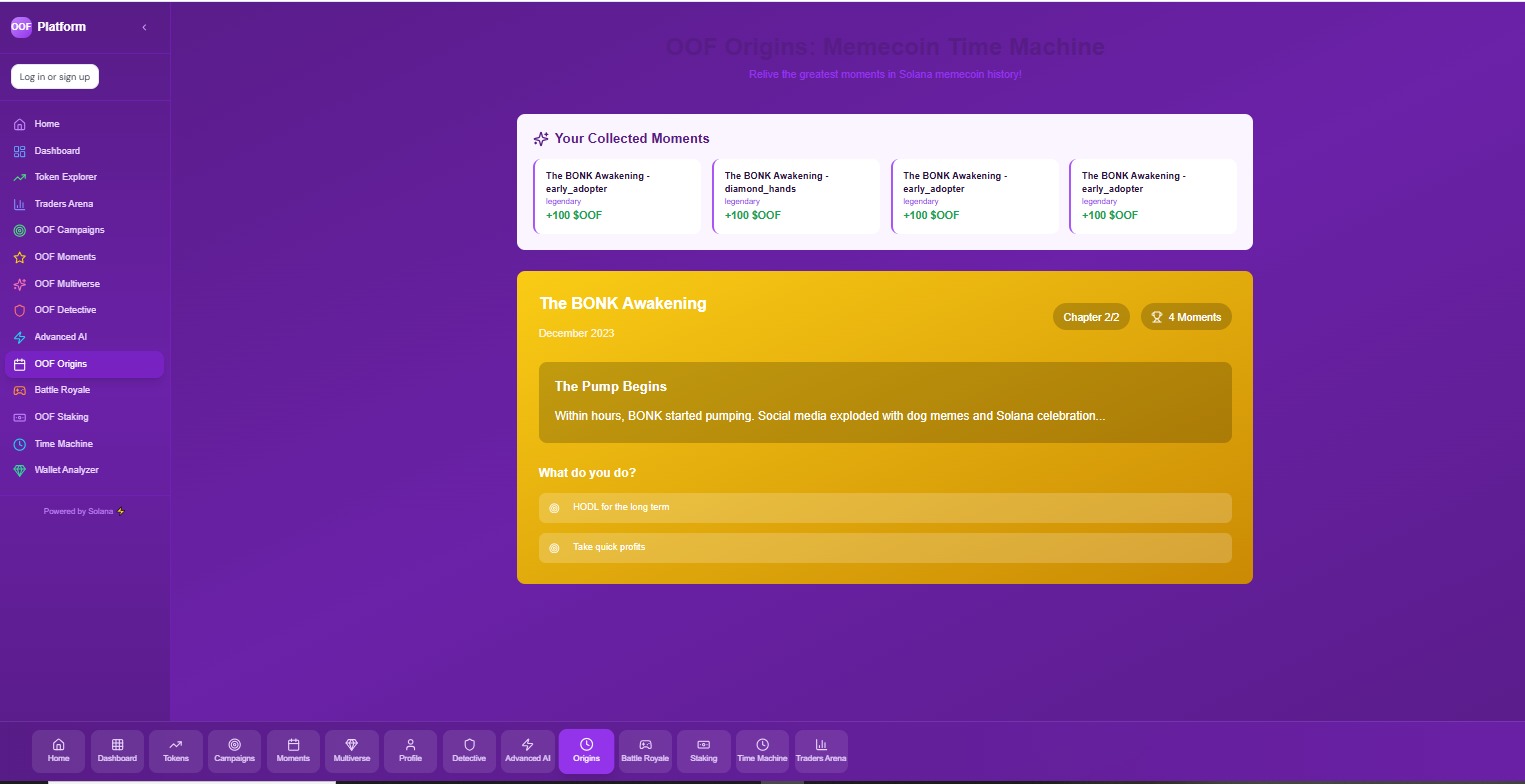 OOF Platform
Log in or sign up
Home
Dashboard
Token Explorer
Traders Arena
OOF Campaigns
OOF Moments
OOF Multiverse
OOF Detective
Advanced AI
OOF Origins
Battle Royale
OOF Staking
Time Machine
Wallet Analyzer
Powered by Solana
OOF Origins: Memecoin Time Machine
Relive the greatest moments in Solana memecoin history!
Your Collected Moments
The BONK Awakening -
early_adopter
legendary
+100 $OOF
The BONK Awakening -
diamond_hands
legendary
+100 $OOF
The BONK Awakening -
early_adopter
legendary
+100 $OOF
The BONK Awakening -
early_adopter
legendary
+100 $OOF
The BONK Awakening
December 2023
Chapter 2/2
4 Moments
The Pump Begins
Within hours, BONK started pumping. Social media exploded with dog memes and Solana celebration...
What do you do?
HODL for the long term
Take quick profits
Home
Dashboard
Tokens
Campaigns
Moments
Multiverse
Profile
Detective
Advanced AI
Origins
Battle Royale
Staking
Time Machine
Traders Arena